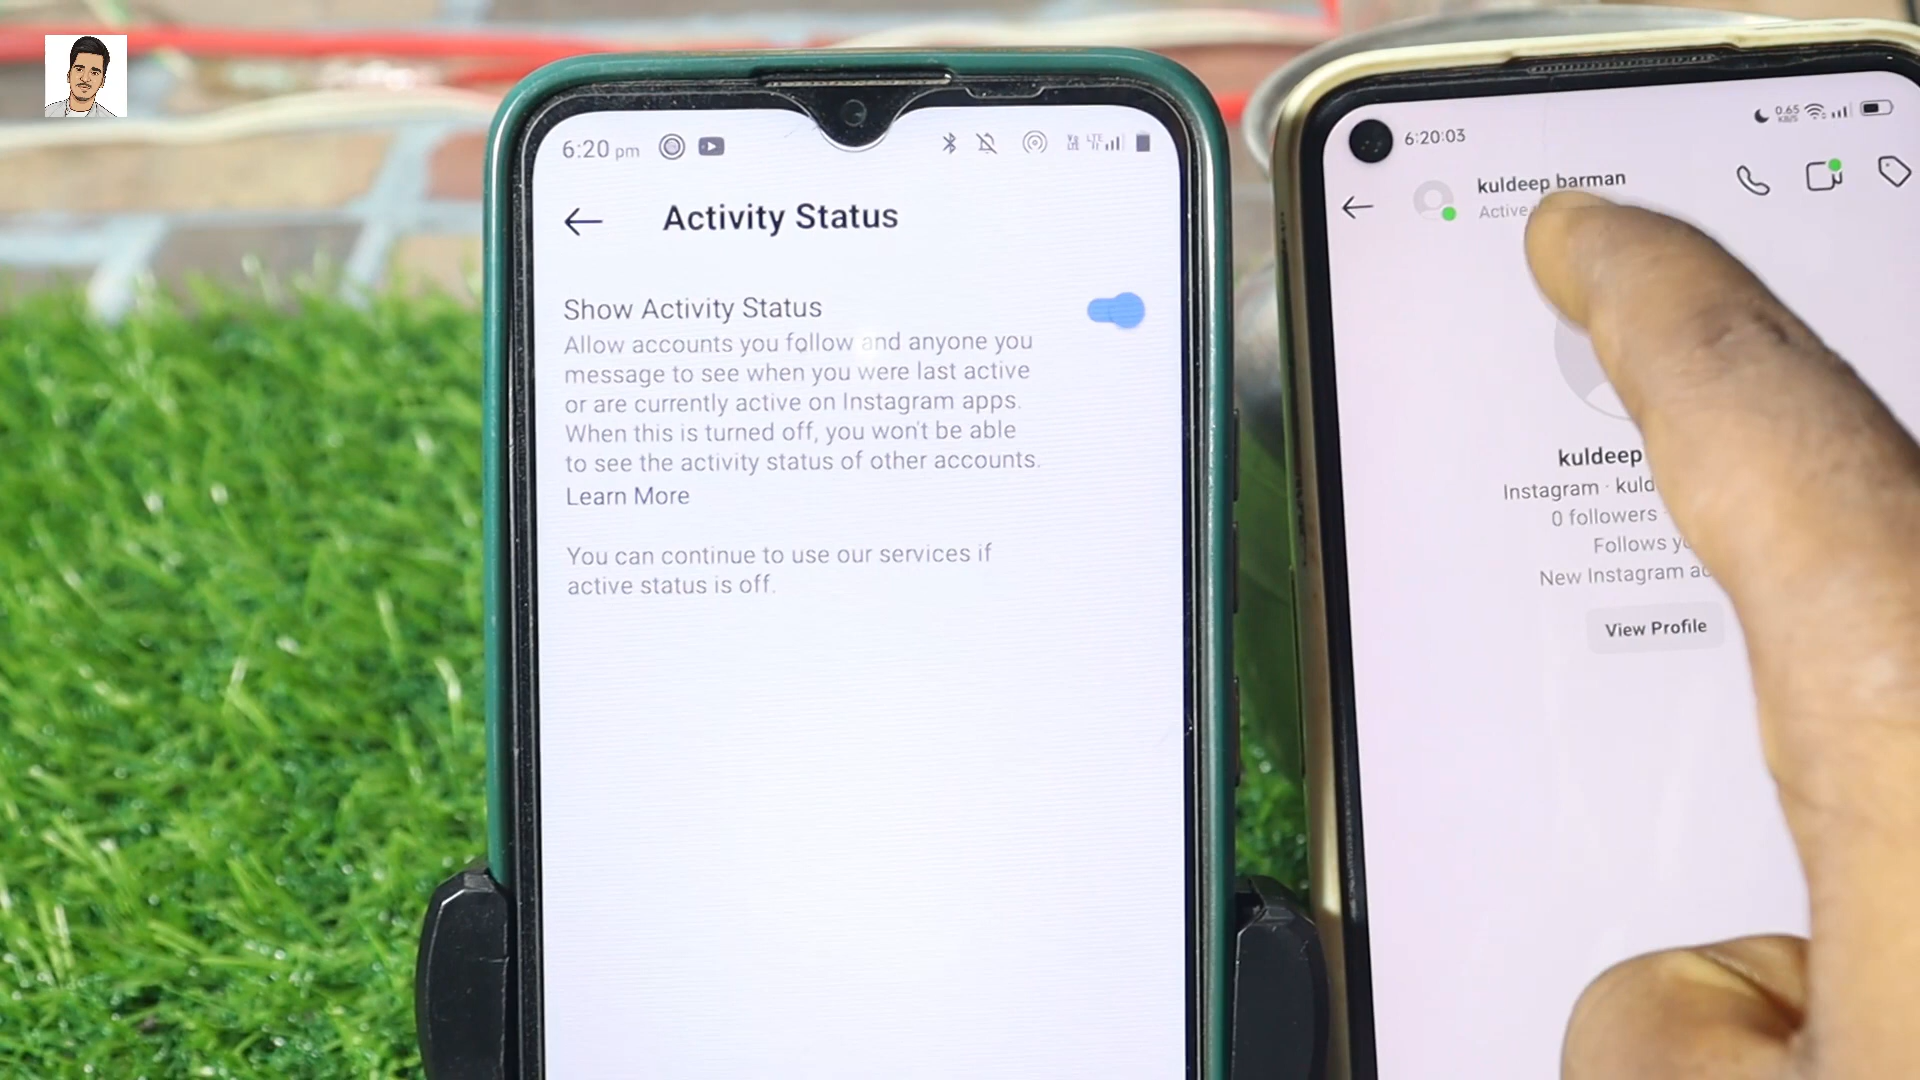 6:20 pm
Activity Status
Show Activity Status
Allow accounts you follow and anyone you
message to see when you were last active
or are currently active on Instagram apps.
When this is turned off, you won't be able
to see the activity status of other accounts.
Learn More
You can continue to use our services if
active status is off.
6:20:03
0.65
KB/S
kuldeep barman
Active
kuldeep
Instagram · kuld
0 followers
Follows yo
New Instagram ac
View Profile